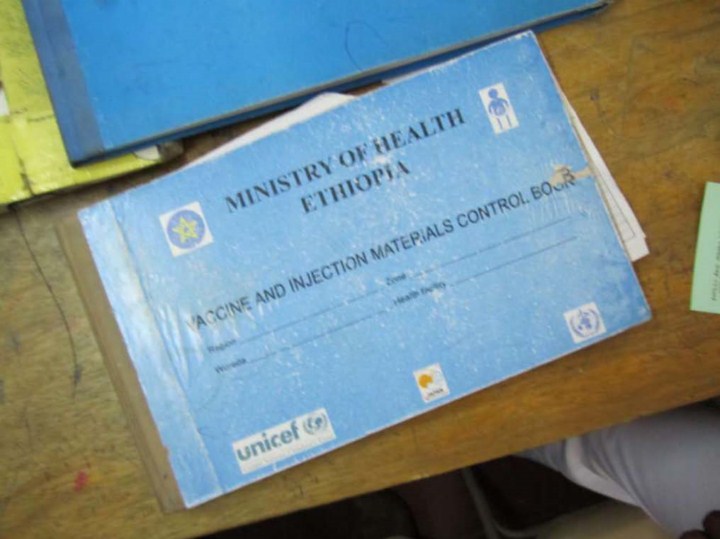 MINISTRY OF HEALTH
ETHIOPIA
VACCINE AND INJECTION MATERIALS CONTROL BOOK
Region Zone
Woreda Health Facility
unicef